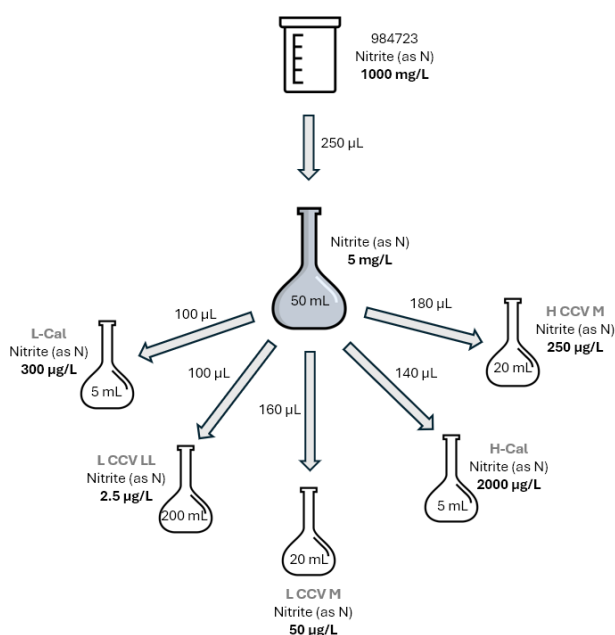 984723
Nitrite (as N)
1000 mg/L
250 µL
Nitrite (as N)
5 mg/L
50 mL
100 µL
180 µL
L-Cal
Nitrite (as N)
300 µg/L
5 mL
H CCV M
Nitrite (as N)
250 µg/L
20 mL
100 µL
160 µL
140 µL
L CCV LL
Nitrite (as N)
2.5 µg/L
200 mL
H-Cal
Nitrite (as N)
2000 µg/L
5 mL
20 mL
L CCV M
Nitrite (as N)
50 µg/L